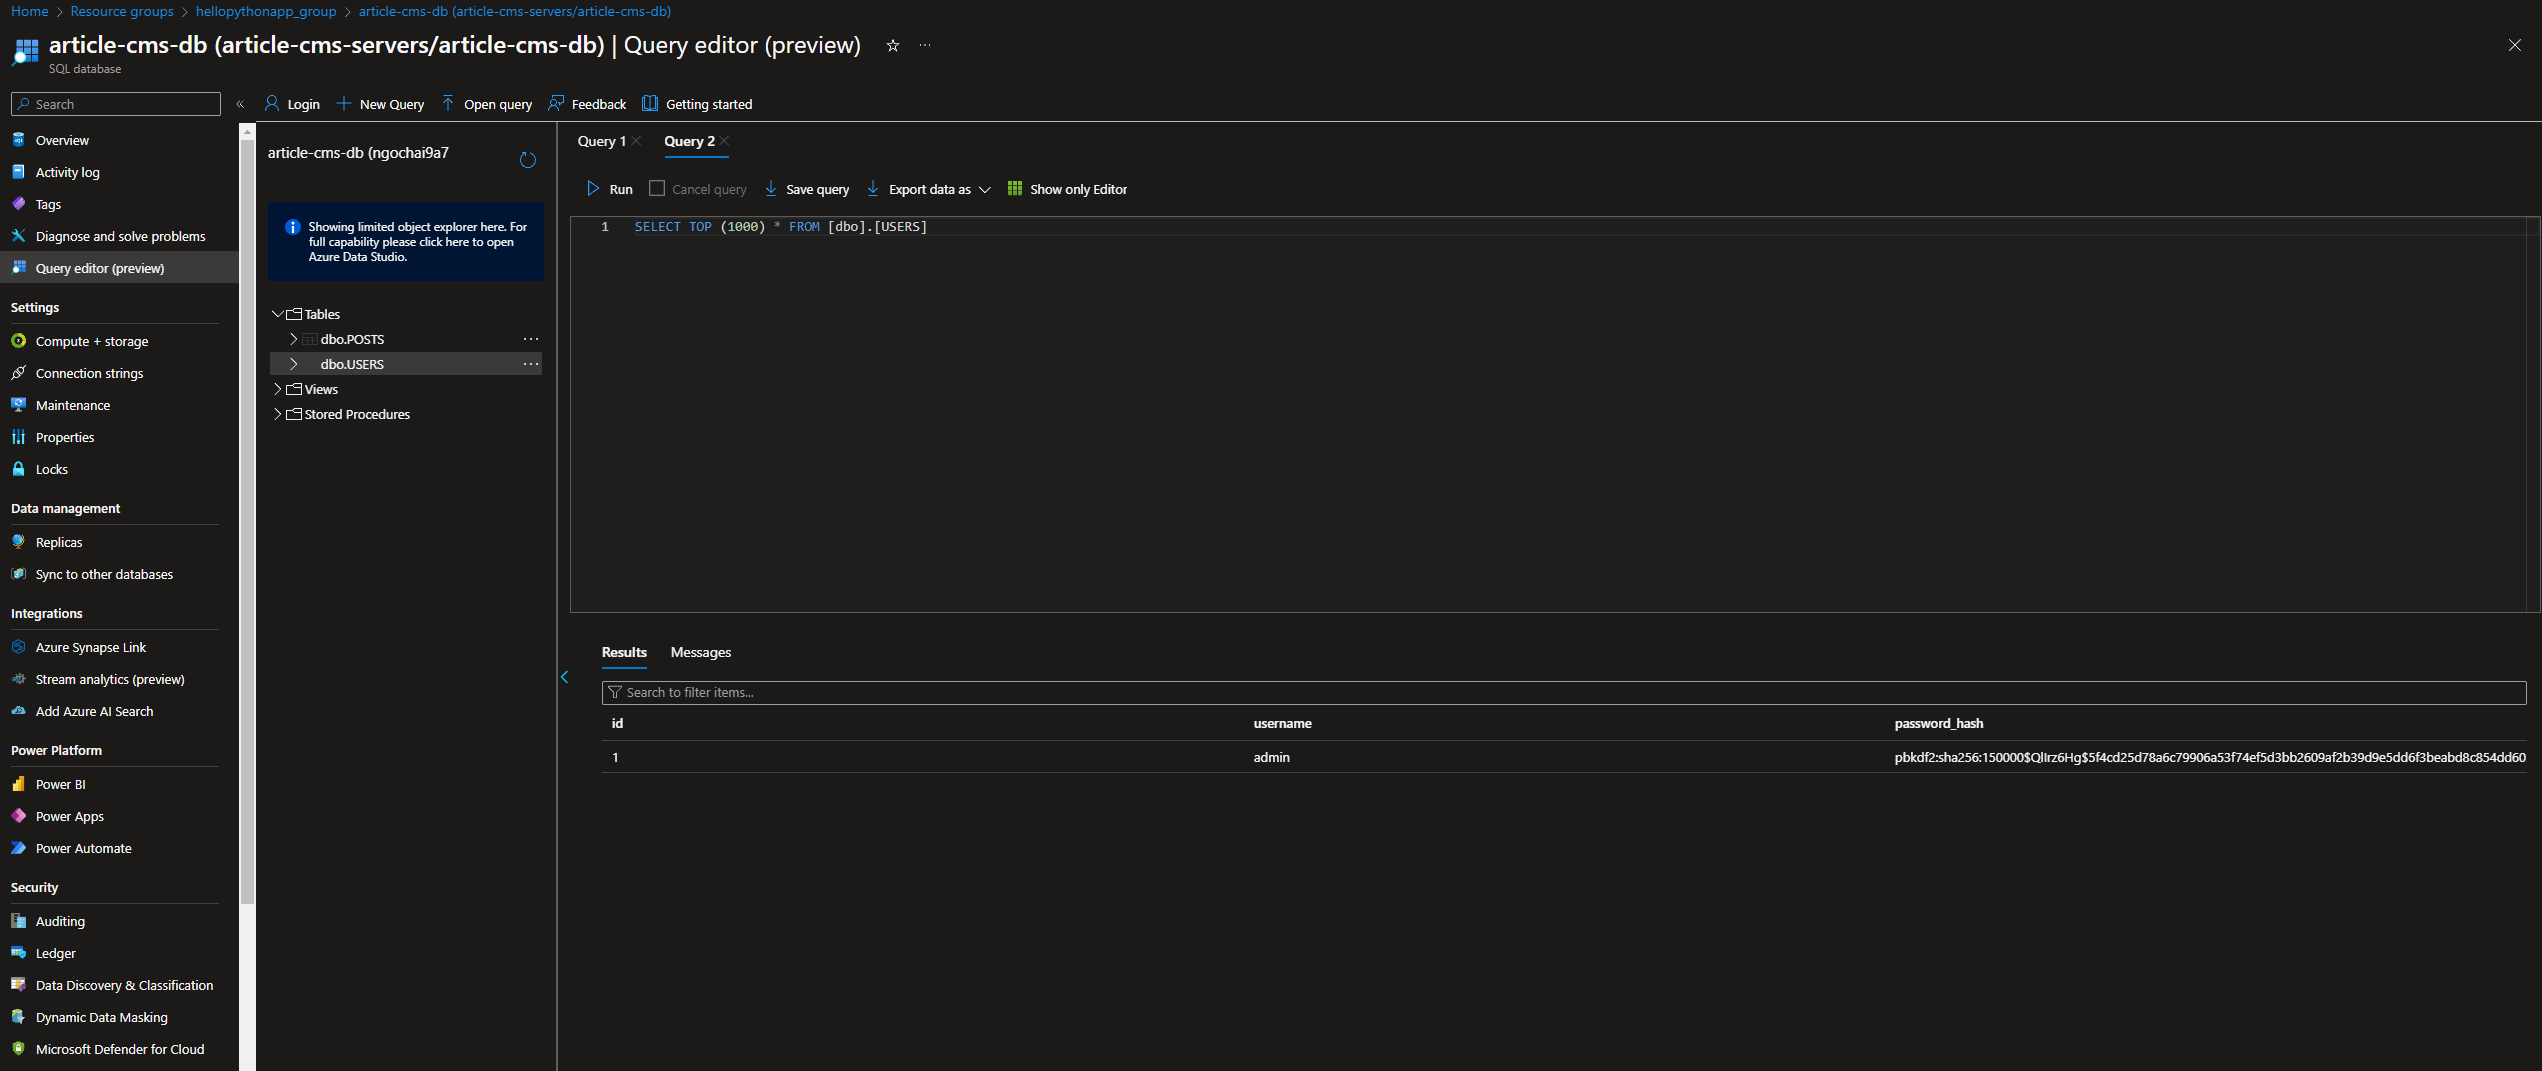 Home > Resource groups > hellopythonapp_group > article-cms-db (article-cms-servers/article-cms-db)
article-cms-db (article-cms-servers/article-cms-db) | Query editor (preview)
SQL database
Search
Login
New Query
Open query
Feedback
Getting started
Overview
Activity log
Tags
Diagnose and solve problems
Query editor (preview)
Settings
Compute + storage
Connection strings
Maintenance
Properties
Locks
Data management
Replicas
Sync to other databases
Integrations
Azure Synapse Link
Stream analytics (preview)
Add Azure AI Search
Power Platform
Power BI
Power Apps
Power Automate
Security
Auditing
Ledger
Data Discovery & Classification
Dynamic Data Masking
Microsoft Defender for Cloud
article-cms-db (ngochai9a7
Showing limited object explorer here. For
full capability please click here to open
Azure Data Studio.
Tables
dbo.POSTS
dbo.USERS
Views
Stored Procedures
Query 1
Query 2
Run
Cancel query
Save query
Export data as
Show only Editor
1 SELECT TOP (1000) * FROM [dbo].[USERS]
Results
Messages
Search to filter items...
id username password_hash
1 admin pbkdf2:sha256:150000$QlIrz6Hg$5f4cd25d78a6c79906a53f74ef5d3bb2609af2b39d9e5dd6f3beabd8c854dd60